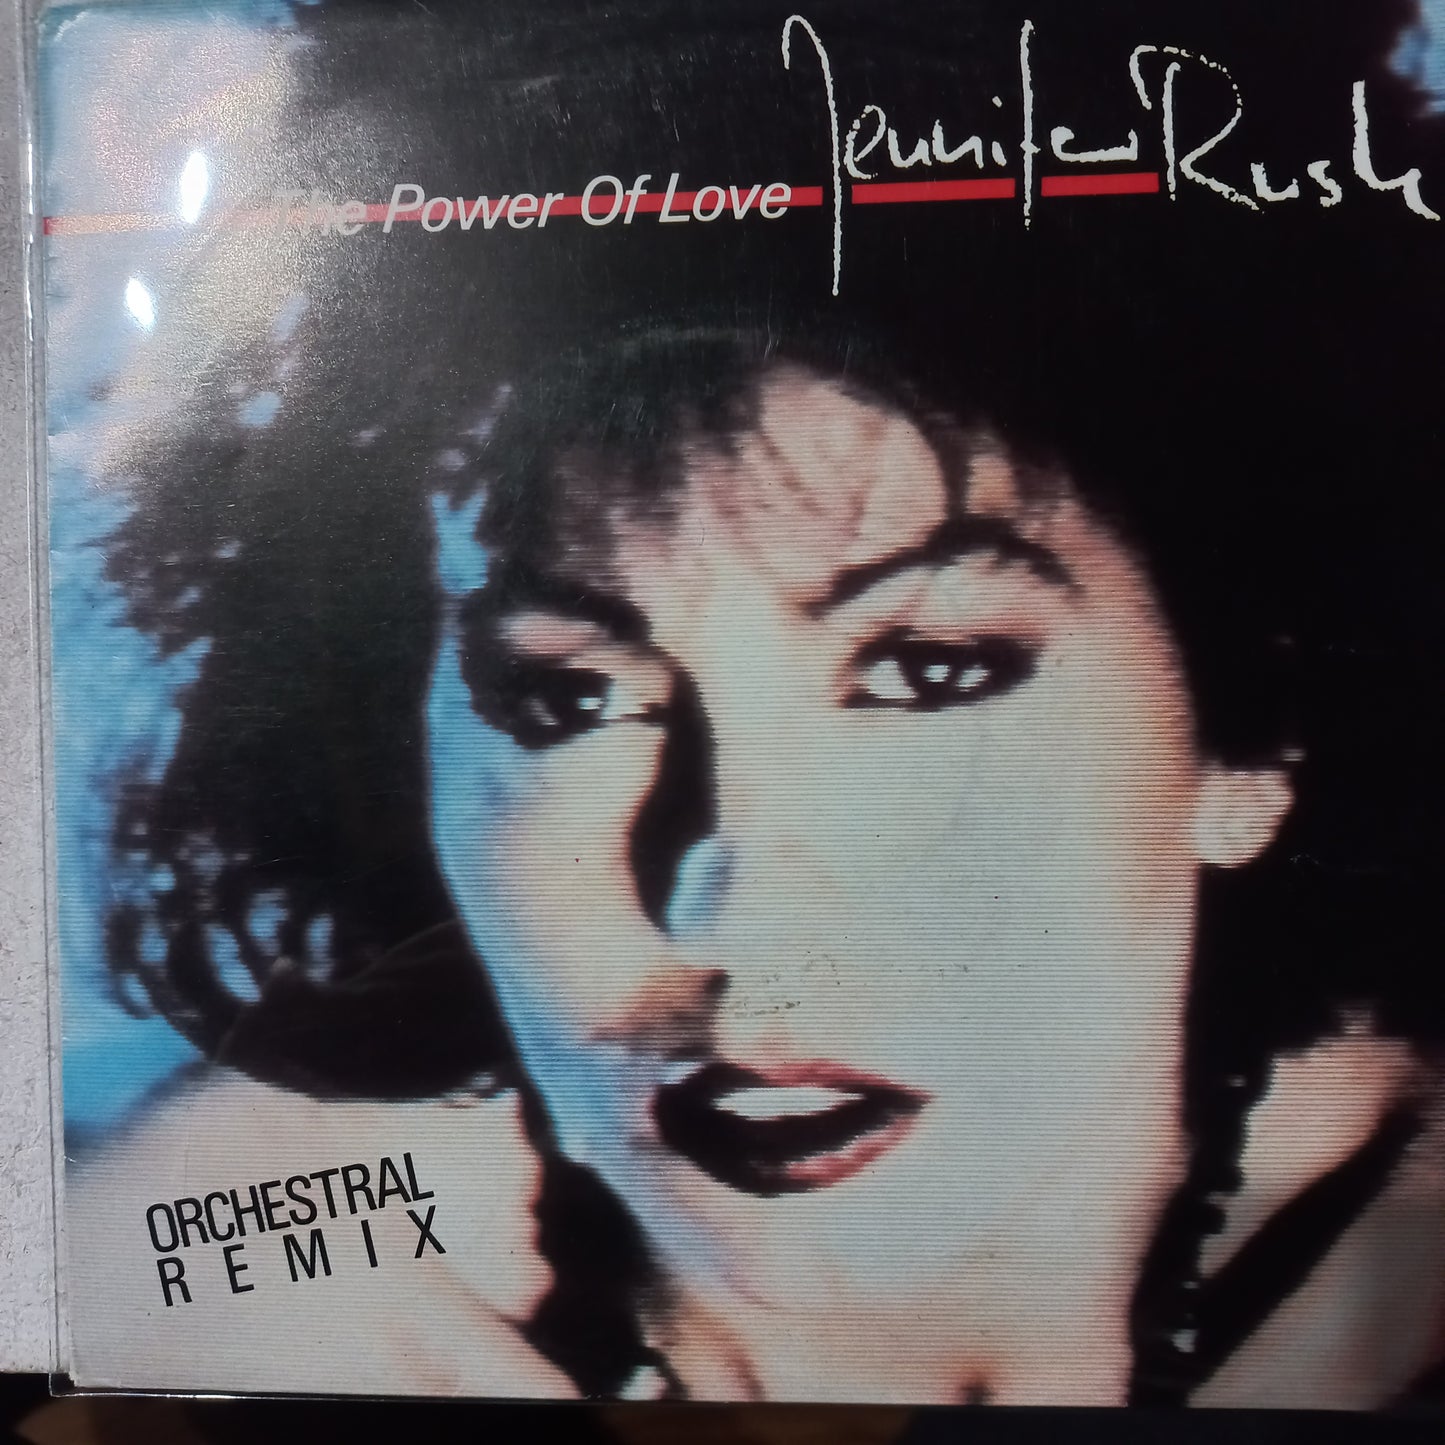 Jennifer Rush
The Power Of Love
ORCHESTRAL
REMIX